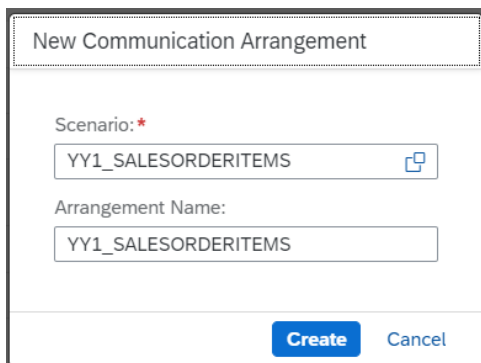 New Communication Arrangement
Scenario:*
YY1_SALESORDERITEMS
Arrangement Name:
YY1_SALESORDERITEMS
Create Cancel